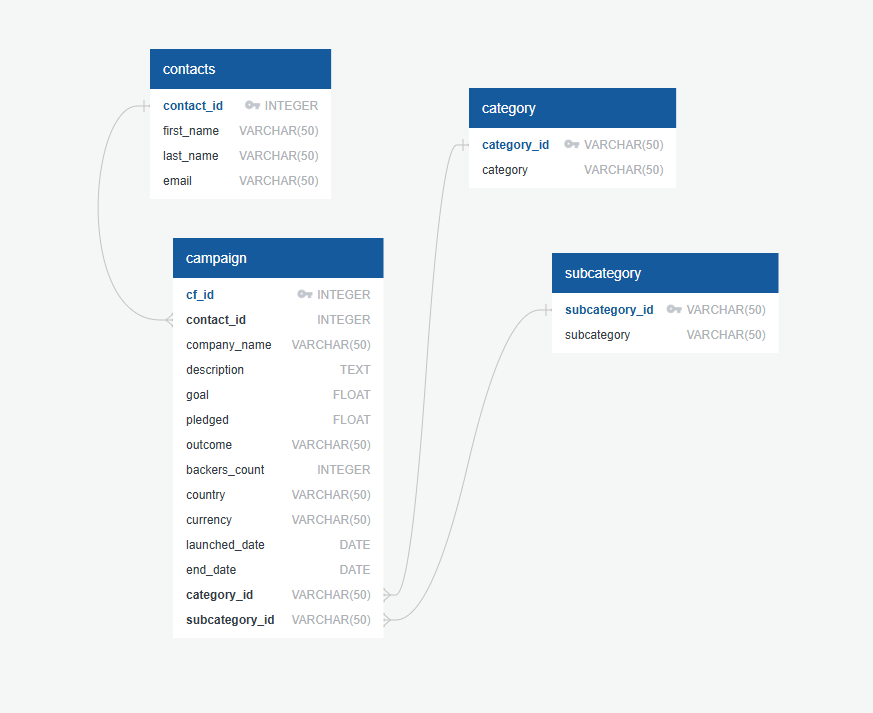 contacts
contact_id INTEGER
first_name VARCHAR(50)
last_name VARCHAR(50)
email VARCHAR(50)
category
category_id VARCHAR(50)
category VARCHAR(50)
campaign
cf_id INTEGER
contact_id INTEGER
company_name VARCHAR(50)
description TEXT
goal FLOAT
pledged FLOAT
outcome VARCHAR(50)
backers_count INTEGER
country VARCHAR(50)
currency VARCHAR(50)
launched_date DATE
end_date DATE
category_id VARCHAR(50)
subcategory_id VARCHAR(50)
subcategory
subcategory_id VARCHAR(50)
subcategory VARCHAR(50)